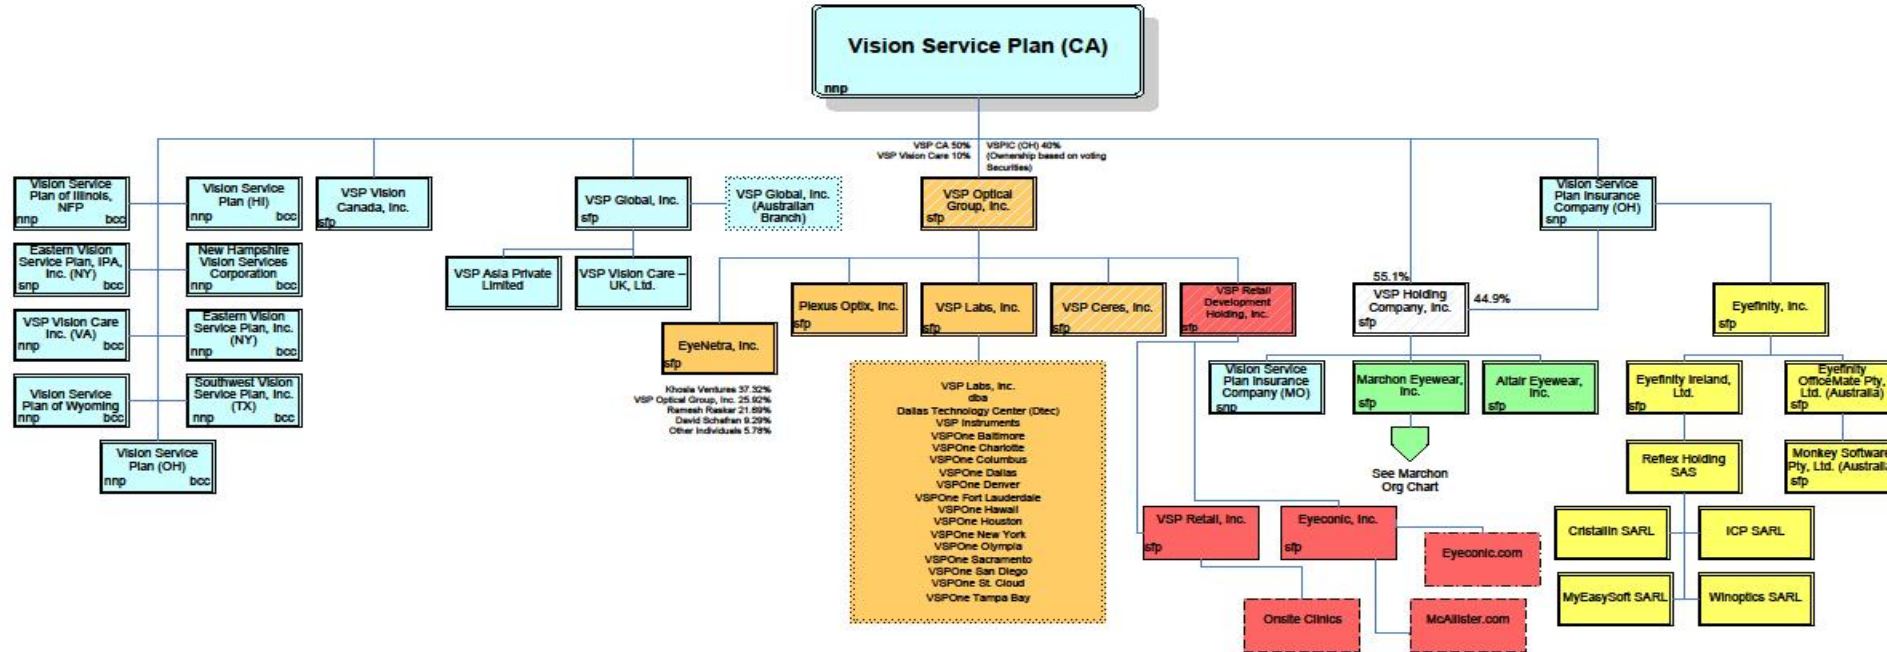 Vision Service Plan (CA)
nnp
VSP CA 50%
VSP Vision Care 10%
VSPIC (OH) 40%
(Ownership based on voting
Securities)
Vision Service
Plan of Illinois,
NFP
nnp bcc
Vision Service
Plan (HI)
nnp bcc
VSP Vision
Canada, Inc.
sfp
VSP Global, Inc.
sfp
VSP Global, Inc.
(Australian
Branch)
VSP Optical
Group, Inc.
sfp
Vision Service
Plan Insurance
Company (OH)
snp
Eastern Vision
Service Plan, IPA,
Inc. (NY)
snp bcc
New Hampshire
Vision Services
Corporation
nnp bcc
VSP Asia Private
Limited
VSP Vision Care –
UK, Ltd.
Plexus Optix, Inc.
sfp
VSP Labs, Inc.
sfp
VSP Ceres, Inc.
sfp
VSP Retail
Development
Holding, Inc.
sfp
55.1%
VSP Holding
Company, Inc.
sfp
44.9%
Eyefinity, Inc.
sfp
VSP Vision Care
Inc. (VA)
nnp bcc
Eastern Vision
Service Plan, Inc.
(NY)
nnp bcc
EyeNetra, Inc.
sfp
Khosla Ventures 37.32%
VSP Optical Group, Inc. 25.92%
Ramesh Raskar 21.69%
David Schafran 9.29%
Other Individuals 5.78%
Vision Service
Plan of Wyoming
nnp bcc
Southwest Vision
Service Plan, Inc.
(TX)
nnp bcc
Vision Service
Plan (OH)
nnp bcc
VSP Labs, Inc.
dba
Dallas Technology Center (Dtec)
VSP Instruments
VSPOne Baltimore
VSPOne Charlotte
VSPOne Columbus
VSPOne Dallas
VSPOne Denver
VSPOne Fort Lauderdale
VSPOne Hawaii
VSPOne Houston
VSPOne New York
VSPOne Olympia
VSPOne Sacramento
VSPOne San Diego
VSPOne St. Cloud
VSPOne Tampa Bay
Vision Service
Plan Insurance
Company (MO)
snp
Marchon Eyewear,
Inc.
sfp
Altair Eyewear,
Inc.
sfp
Eyefinity Ireland,
Ltd.
sfp
Eyefinity
OfficeMate Pty,
Ltd. (Australia)
sfp
See Marchon
Org Chart
Reflex Holding
SAS
Monkey Software
Pty, Ltd. (Australia
sfp
VSP Retail, Inc.
sfp
Eyeconic, Inc.
sfp
Eyeconic.com
Cristallin SARL
ICP SARL
Onsite Clinics
McAllister.com
MyEasySoft SARL
Winoptics SARL